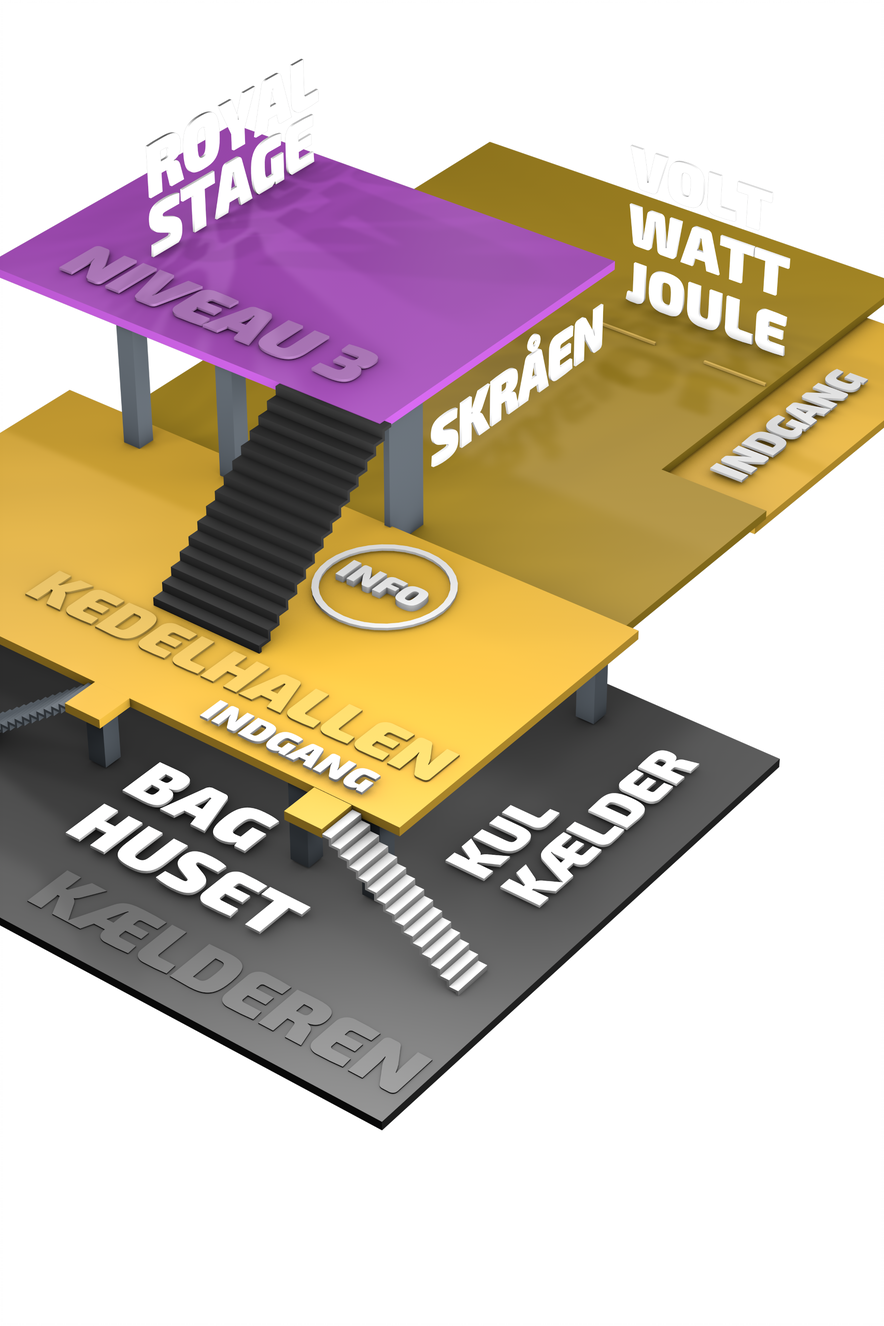 ROYAL
STAGE
NIVEAU 3
VOLT
WATT
JOULE
SKRÅEN
INDGANG
INFO
KEDELHALLEN
INDGANG
BAG
HUSET
KUL
KÆLDER
KÆLDEREN